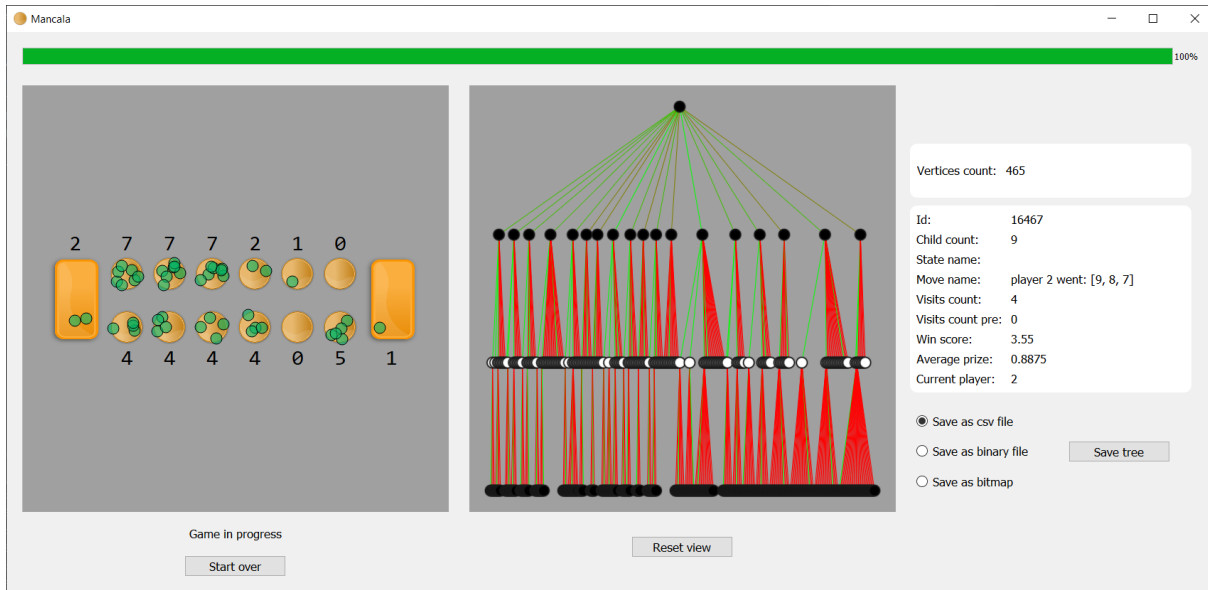 Mancala
100%
2 7 7 7 2 1 0
4 4 4 4 0 5 1
Game in progress
Start over
Reset view
Vertices count: 465
Id: 16467
Child count: 9
State name:
Move name: player 2 went: [9, 8, 7]
Visits count: 4
Visits count pre: 0
Win score: 3.55
Average prize: 0.8875
Current player: 2
Save as csv file
Save as binary file
Save tree
Save as bitmap